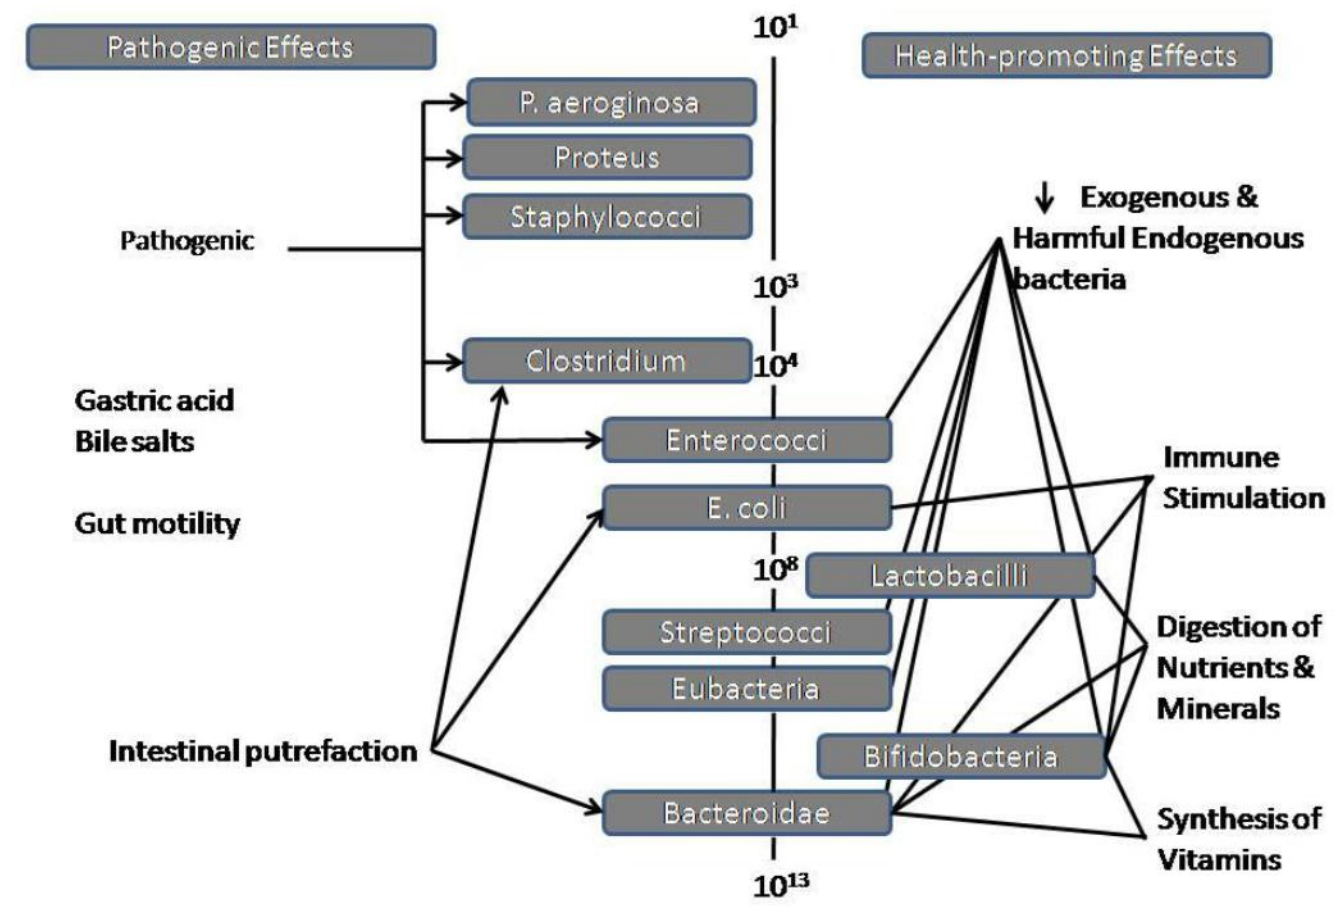 Pathogenic Effects
10¹
Health-promoting Effects
P. aeroginosa
Proteus
Staphylococci
Pathogenic
↓ Exogenous &
Harmful Endogenous
bacteria
10³
Clostridium
10⁴
Gastric acid
Bile salts
Enterococci
Immune
Stimulation
E. coli
Gut motility
10⁸
Lactobacilli
Streptococci
Digestion of
Nutrients &
Minerals
Eubacteria
Intestinal putrefaction
Bifidobacteria
Bacteroidae
Synthesis of
Vitamins
10¹³